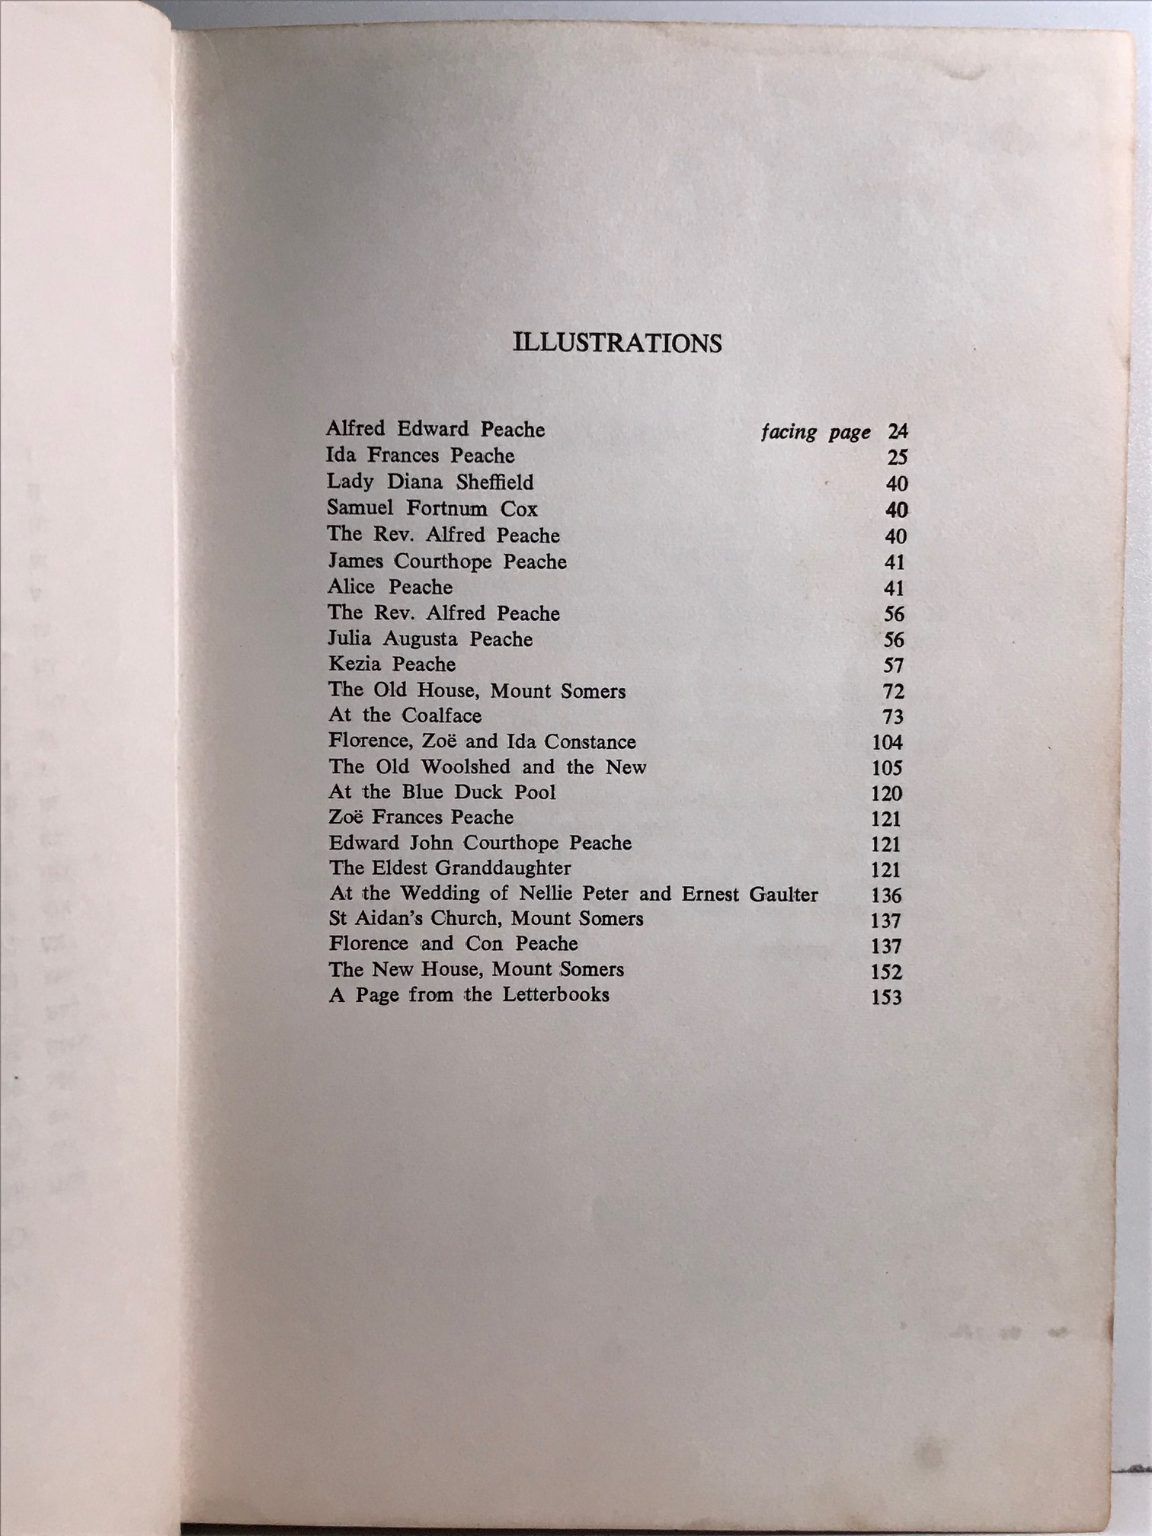 ILLUSTRATIONS
Alfred Edward Peache facing page 24
Ida Frances Peache 25
Lady Diana Sheffield 40
Samuel Fortnum Cox 40
The Rev. Alfred Peache 40
James Courthope Peache 41
Alice Peache 41
The Rev. Alfred Peache 56
Julia Augusta Peache 56
Kezia Peache 57
The Old House, Mount Somers 72
At the Coalface 73
Florence, Zoë and Ida Constance 104
The Old Woolshed and the New 105
At the Blue Duck Pool 120
Zoë Frances Peache 121
Edward John Courthope Peache 121
The Eldest Granddaughter 121
At the Wedding of Nellie Peter and Ernest Gaulter 136
St Aidan's Church, Mount Somers 137
Florence and Con Peache 137
The New House, Mount Somers 152
A Page from the Letterbooks 153